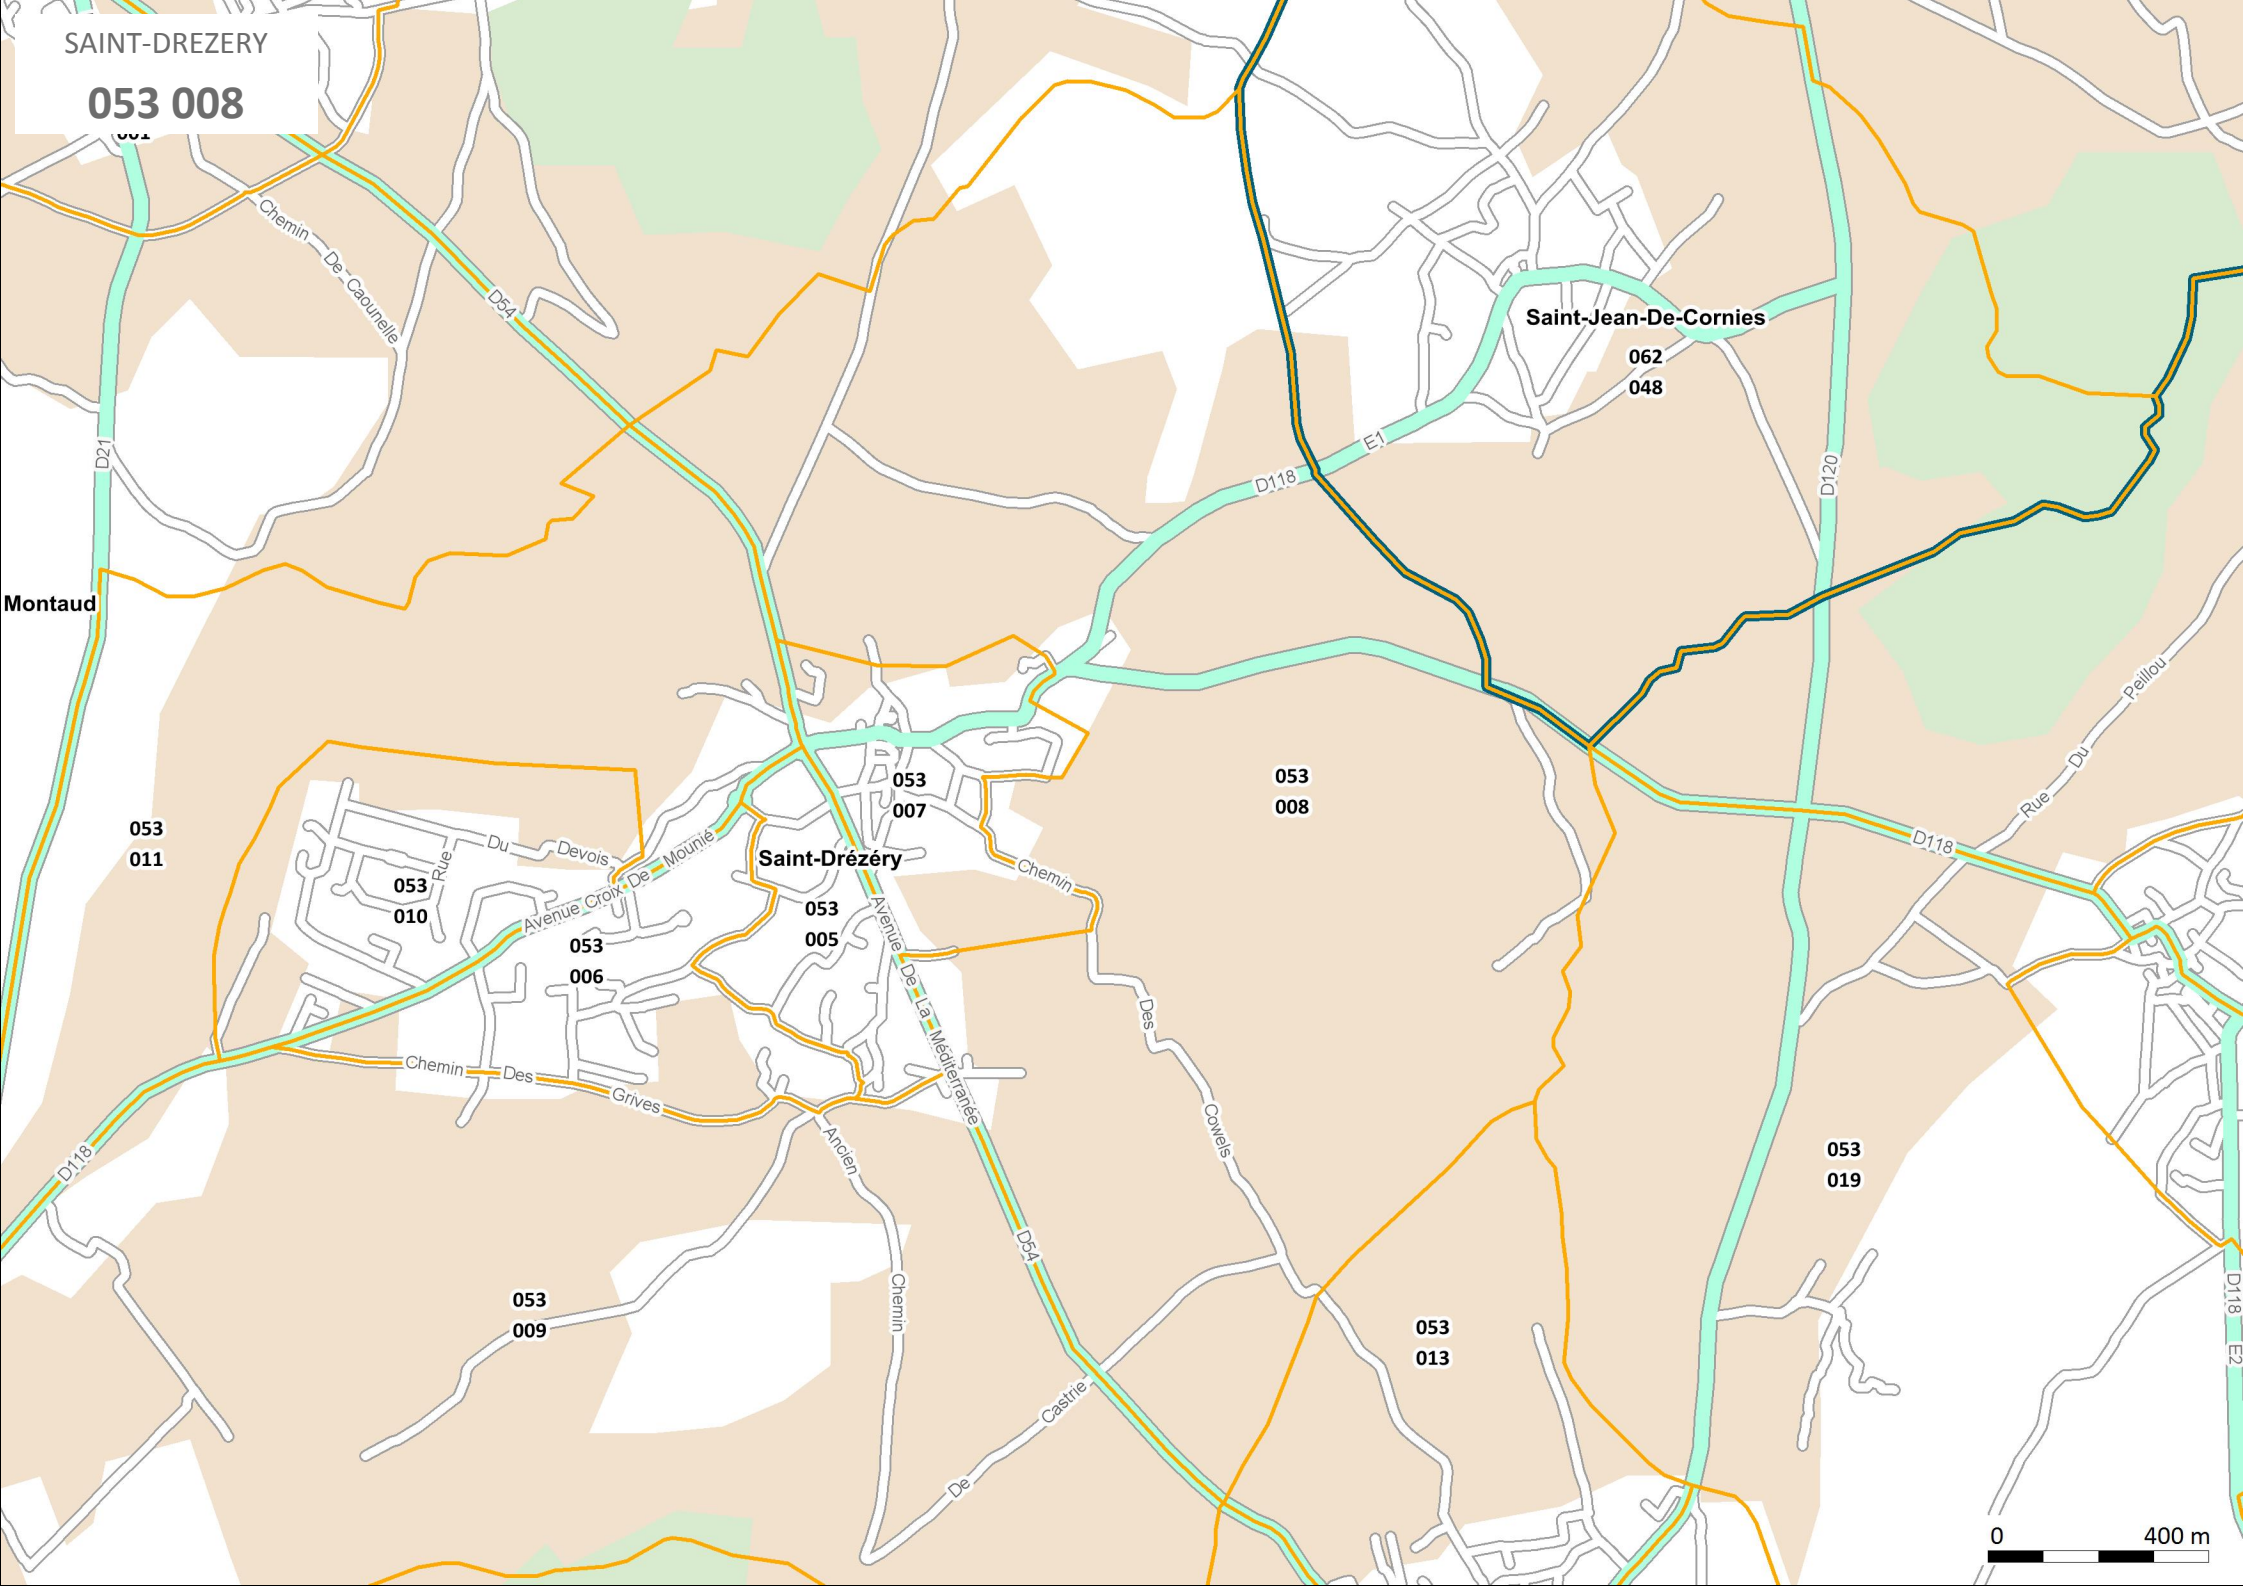 SAINT-DREZERY
053 008
001
Chemin
De Caounelle
D54
Saint-Jean-De-Cornies
062
048
D21
E1
D118
D120
Montaud
Rue Du Peillou
053
011
053
007
053
008
D118
Rue Du Devois
Avenue Croix De Mounié
Saint-Drézéry
053
010
053
006
053
005
Chemin Des Cowels
Avenue De La Méditerranée
Chemin Des Grives
D118
Ancien Chemin De Castrie
D54
053
019
053
009
053
013
D118
E2
0 400 m